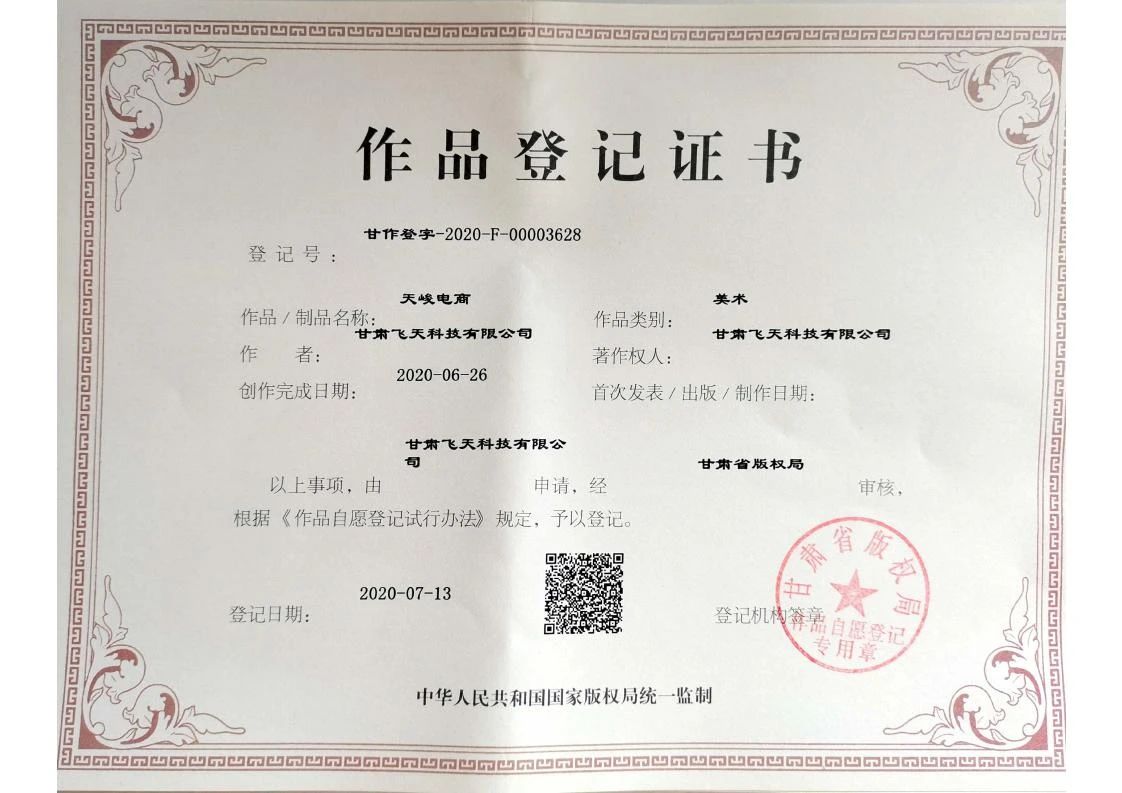 作品登记证书
登记号：甘作登字-2020-F-00003628
作品/制品名称：天峻电商 作品类别：美术
作者：甘肃飞天科技有限公司 著作权人：甘肃飞天科技有限公司
创作完成日期：2020-06-26 首次发表/出版/制作日期：
甘肃飞天科技有限公
司
以上事项，由 申请，经 甘肃省版权局 审核，
根据《作品自愿登记试行办法》规定，予以登记。
登记日期：2020-07-13 登记机构签章
甘肃省版权局
作品自愿登记
专用章
中华人民共和国国家版权局统一监制